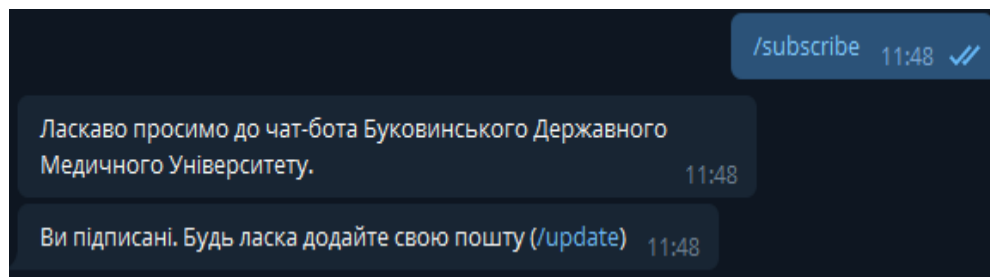 /subscribe 11:48
Ласкаво просимо до чат-бота Буковинського Державного
Медичного Університету. 11:48
Ви підписані. Будь ласка додайте свою пошту (/update) 11:48